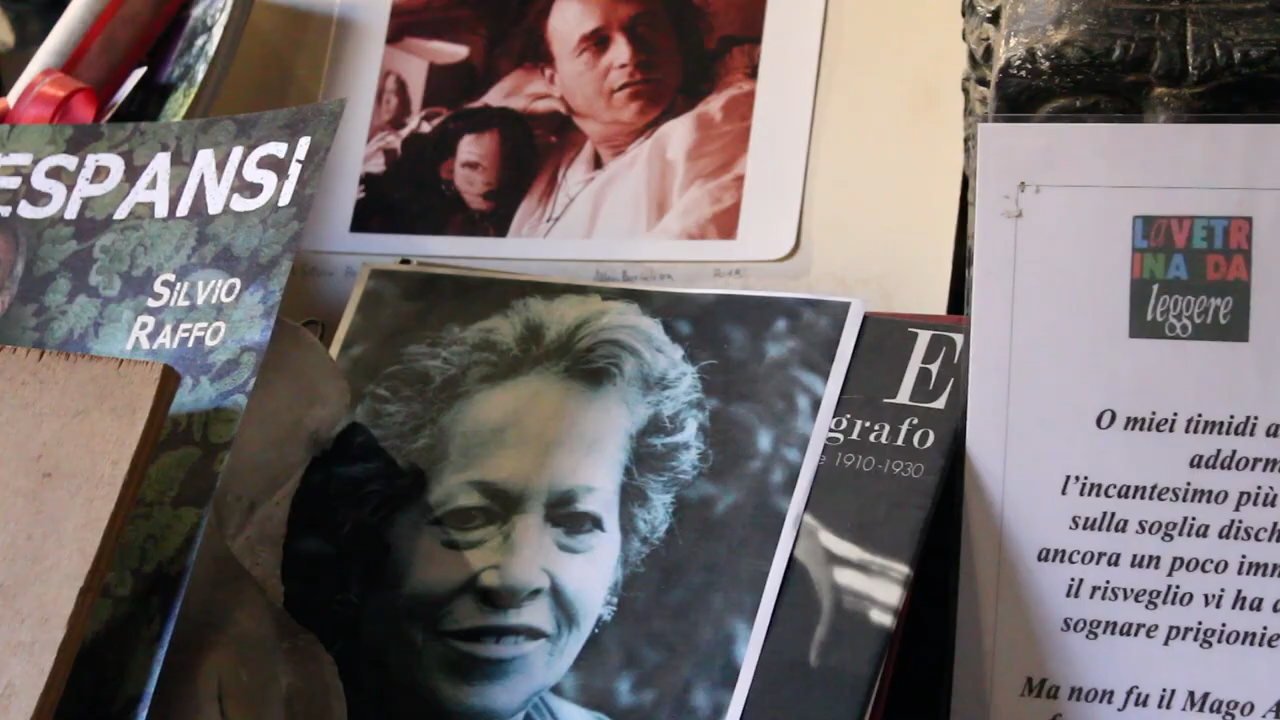 ESPANSI
SILVIO
RAFFO
E
grafo
e 1910-1930
LaVETR
INA DA
leggere
O miei timidi a
addorm
l'incantesimo più
sulla soglia disch
ancora un poco imm
il risveglio vi ha
sognare prigionie
Ma non fu il Mago A